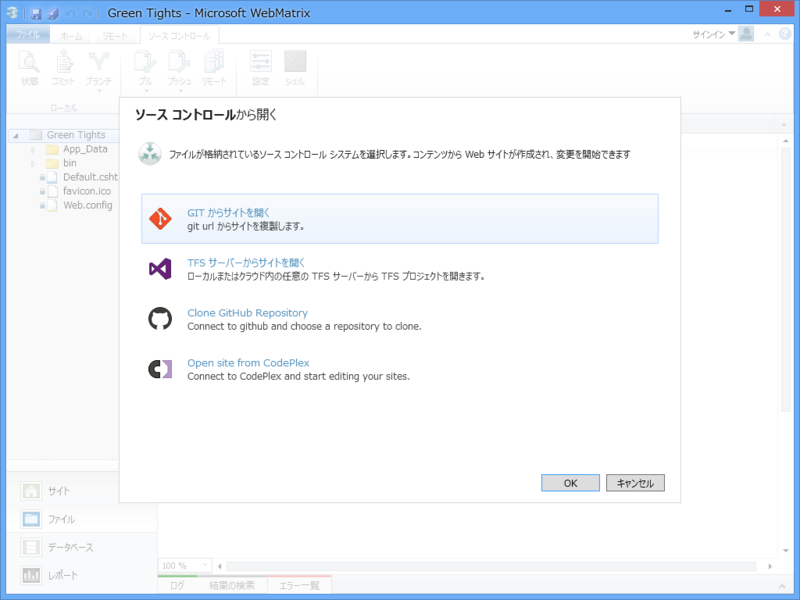 Green Tights - Microsoft WebMatrix
ファイル ホーム リモート ソース コントロール サインイン
状態 コミット ブランチ プル プッシュ リモート 設定 シェル
ローカル
Green Tights
App_Data
bin
Default.csht
favicon.ico
Web.config
ソース コントロールから開く
ファイルが格納されているソース コントロール システムを選択します。コンテンツから Web サイトが作成され、変更を開始できます
GIT からサイトを開く
git url からサイトを複製します。
TFS サーバーからサイトを開く
ローカルまたはクラウド内の任意の TFS サーバーから TFS プロジェクトを開きます。
Clone GitHub Repository
Connect to github and choose a repository to clone.
Open site from CodePlex
Connect to CodePlex and start editing your sites.
OK キャンセル
サイト
ファイル
データベース
レポート
100 %
ログ 結果の検索 エラー一覧